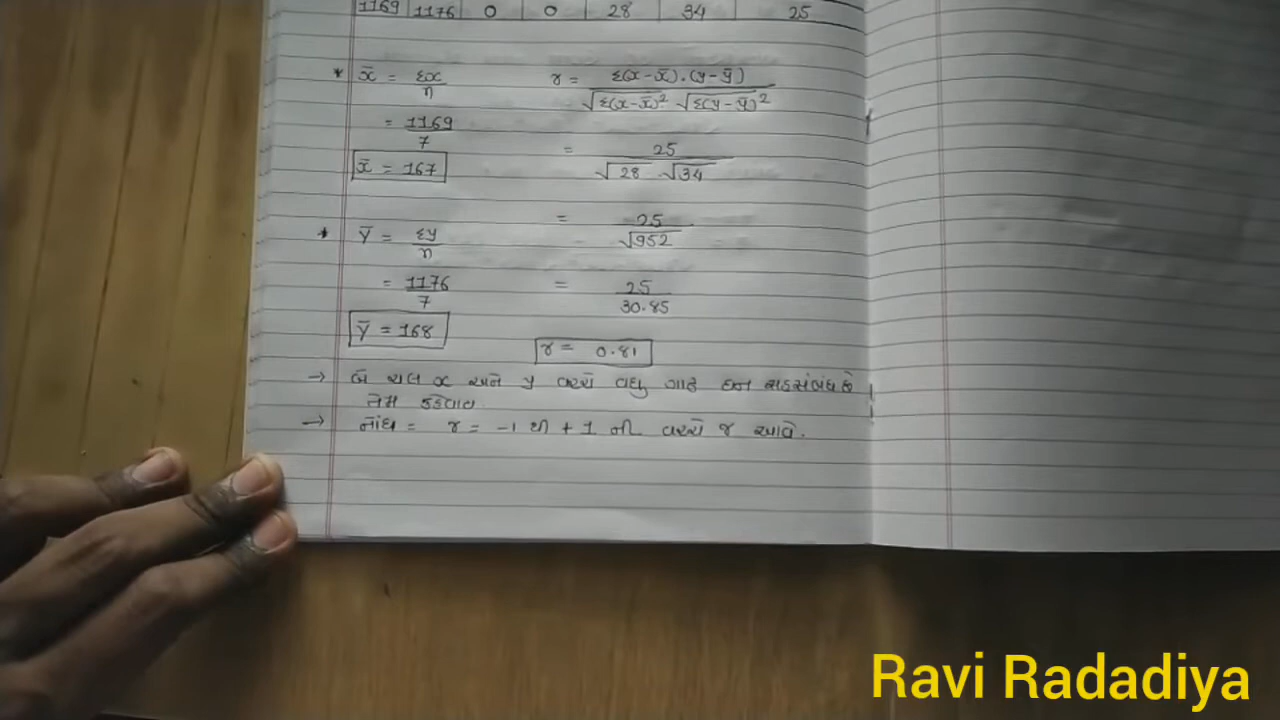 1169 1176 0 0 28 34 25
* x̄ = Σx / n
= 1169 / 7
x̄ = 167
* ȳ = Σy / n
= 1176 / 7
ȳ = 168
r = Σ(x-x̄).(y-ȳ) / √Σ(x-x̄)² √Σ(y-ȳ)²
= 25 / √28 √34
= 25 / √952
= 25 / 30.85
r = 0.81
→ બે ચલ x અને y વચ્ચે વધુ ગાઢ ધન સહસંબંધ છે
તેમ કહેવાય
→ નોંધ = r = -1 થી +1 ની વચ્ચે જ આવે.
Ravi Radadiya